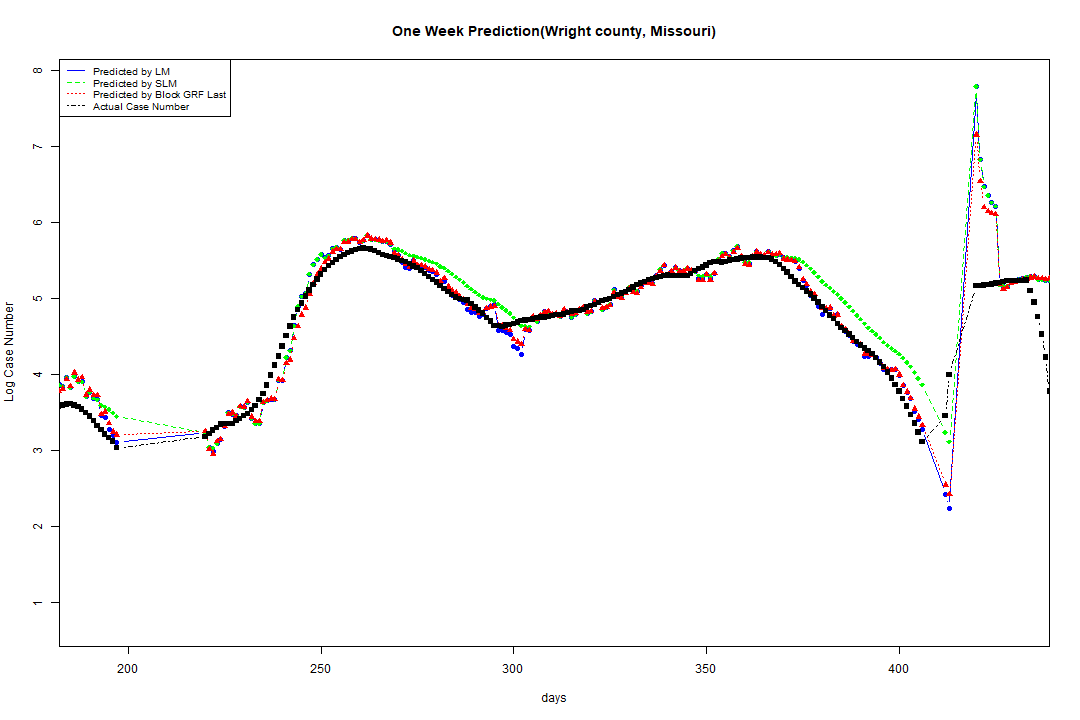 One Week Prediction(Wright county, Missouri)
Predicted by LM
Predicted by SLM
Predicted by Block GRF Last
Actual Case Number
Log Case Number
8
7
6
5
4
3
2
1
200 250 300 350 400
days